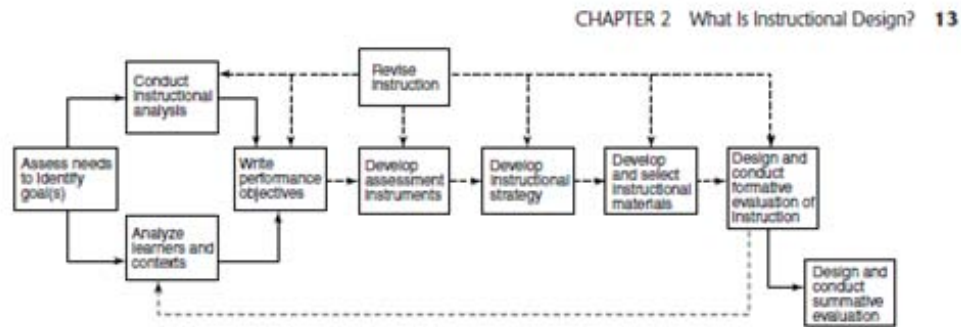 CHAPTER 2 What Is Instructional Design? 13
Revise
Instruction
Conduct
Instructional
analysis
Assess needs
to Identify
goal(s)
Write
performance
objectives
Develop
assessment
Instruments
Develop
Instructional
strategy
Develop
and select
Instructional
materials
Design and
conduct
formative
evaluation of
Instruction
Analyze
learners and
contexts
Design and
conduct
summative
evaluation